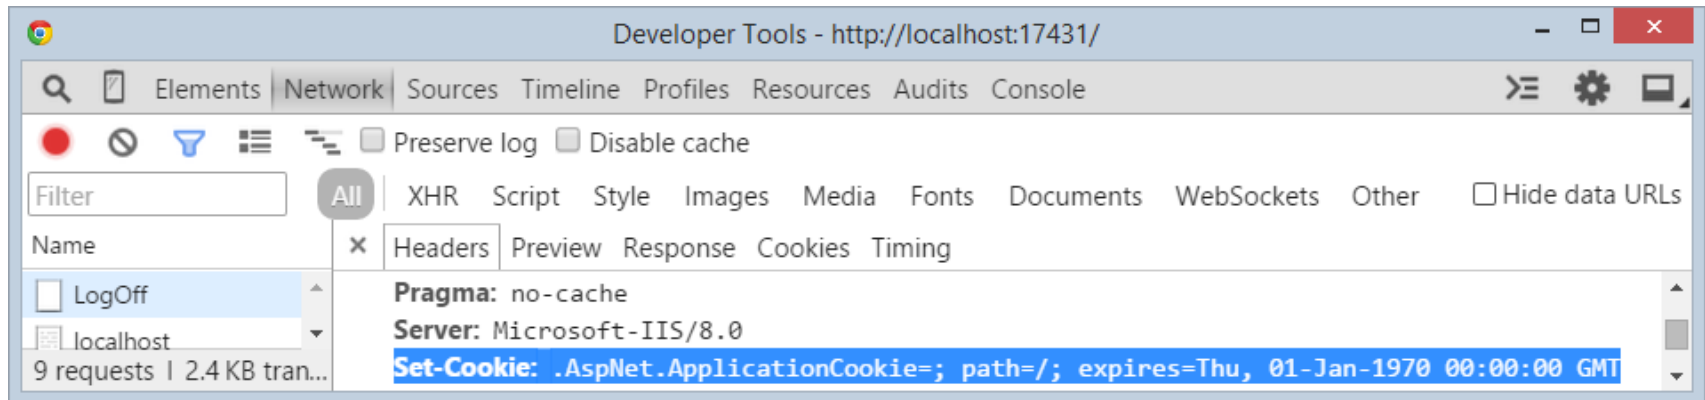 Developer Tools - http://localhost:17431/
Elements Network Sources Timeline Profiles Resources Audits Console
Preserve log Disable cache
Filter All XHR Script Style Images Media Fonts Documents WebSockets Other Hide data URLs
Name × Headers Preview Response Cookies Timing
LogOff
Pragma: no-cache
localhost
Server: Microsoft-IIS/8.0
9 requests | 2.4 KB tran...
Set-Cookie: .AspNet.ApplicationCookie=; path=/; expires=Thu, 01-Jan-1970 00:00:00 GMT